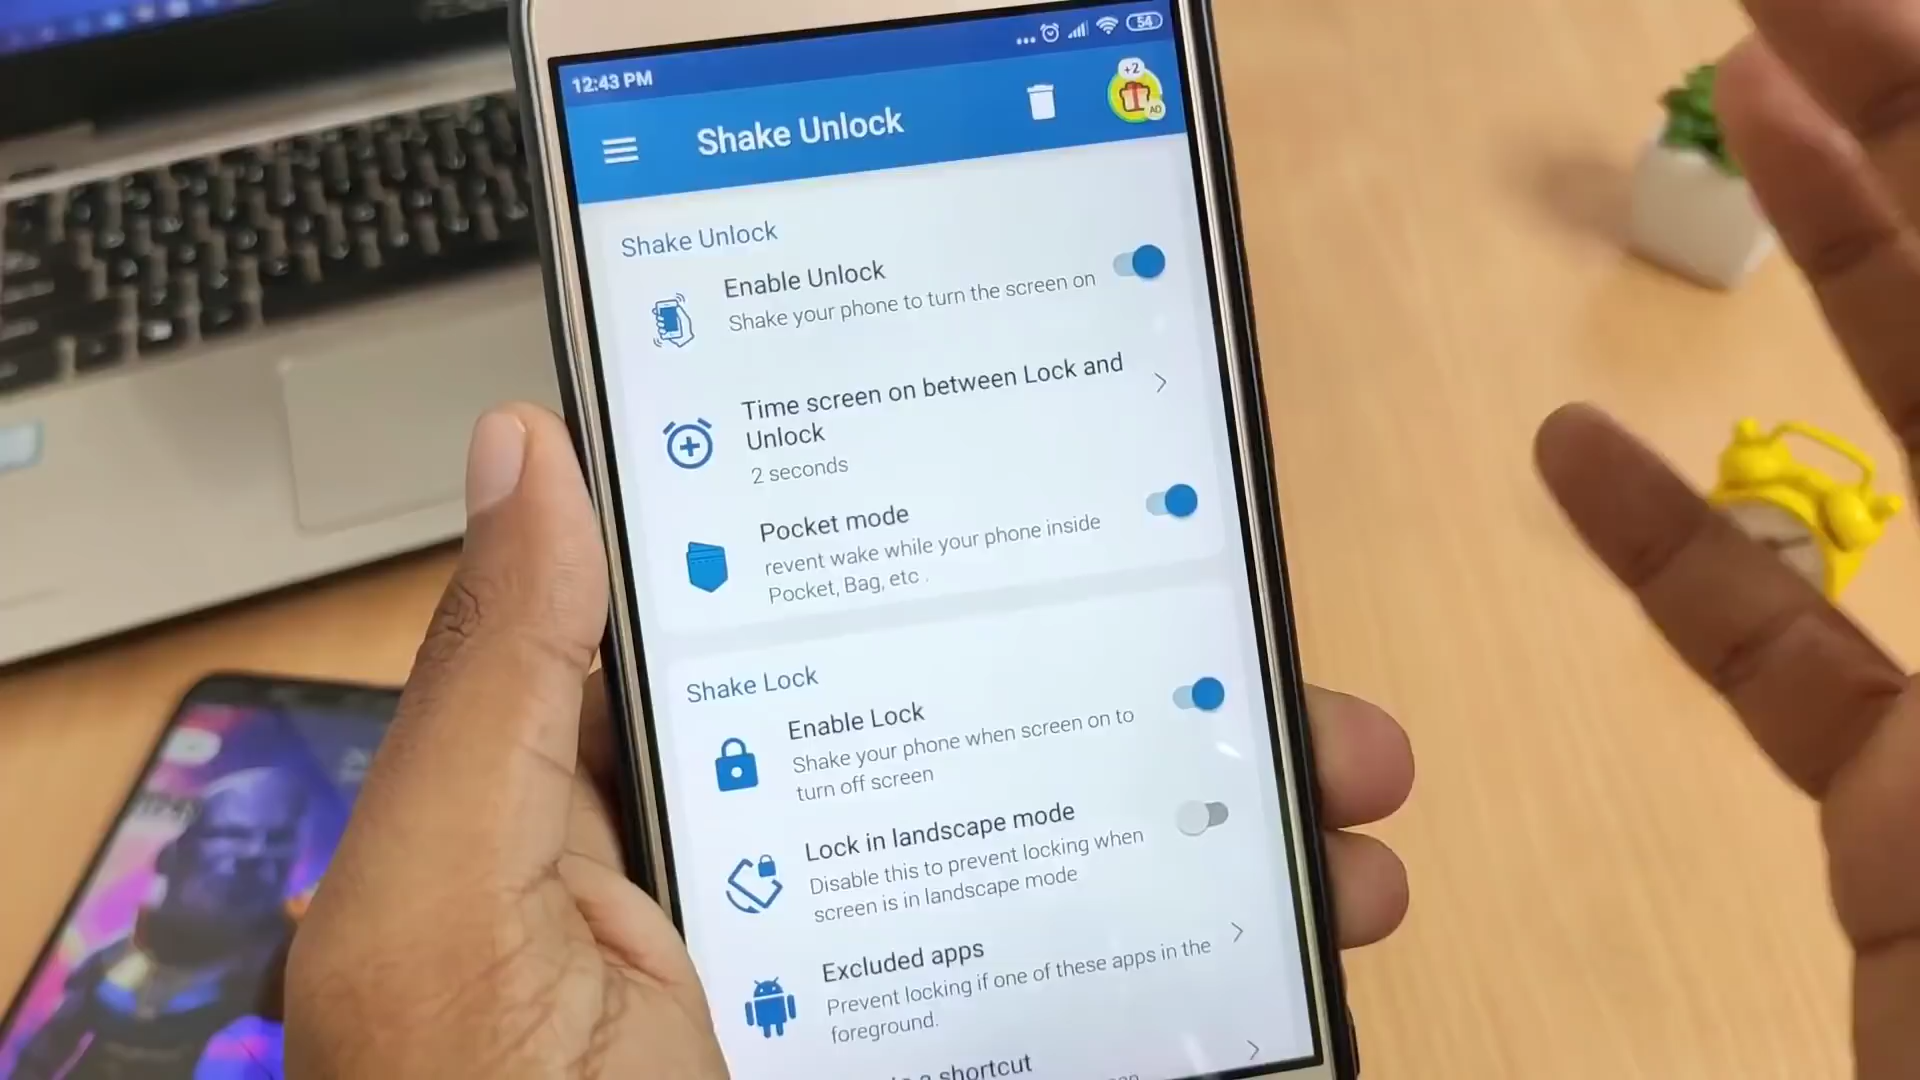 12:43 PM
54
Shake Unlock
+2
AD
Shake Unlock
Enable Unlock
Shake your phone to turn the screen on
Time screen on between Lock and
Unlock
2 seconds
Pocket mode
revent wake while your phone inside
Pocket, Bag, etc .
Shake Lock
Enable Lock
Shake your phone when screen on to
turn off screen
Lock in landscape mode
Disable this to prevent locking when
screen is in landscape mode
Excluded apps
Prevent locking if one of these apps in the
foreground.
a shortcut